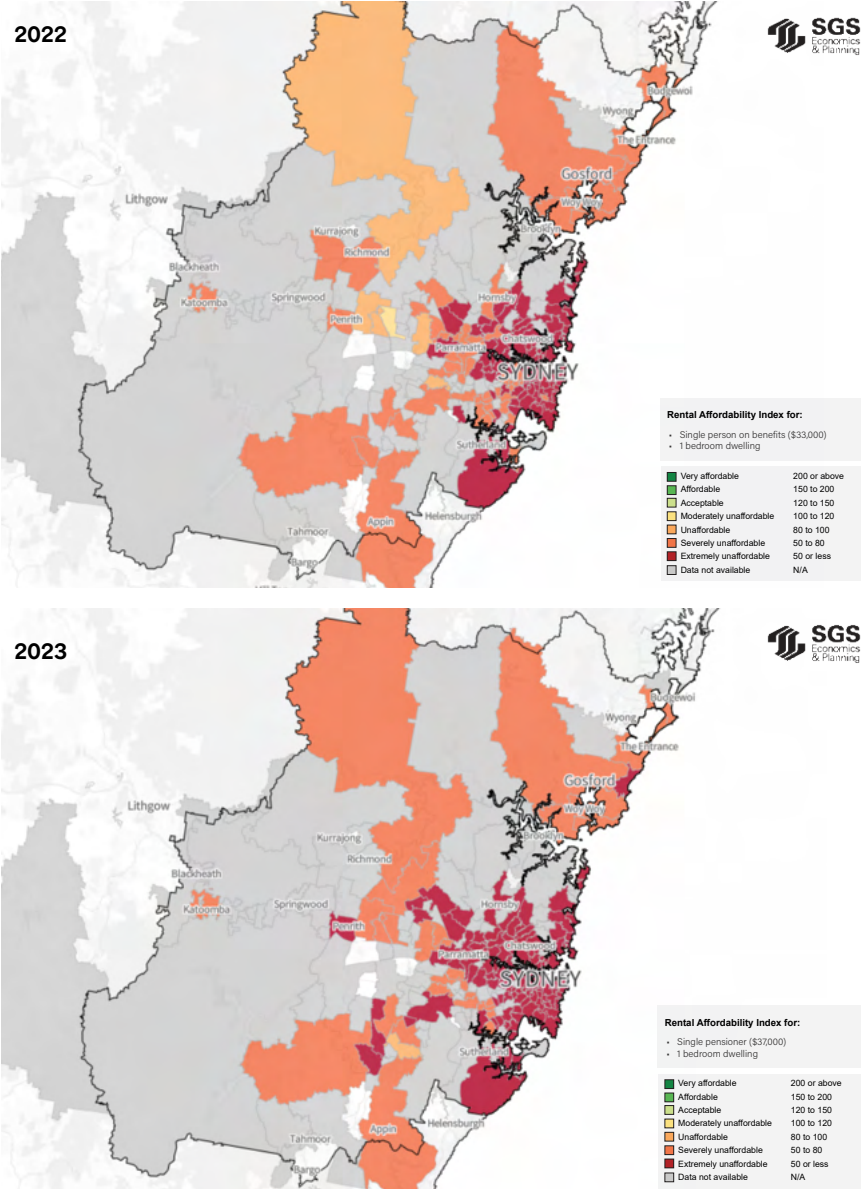 2022
SGS
Economics
& Planning
Budgewoi
Wyong
The Entrance
Gosford
Lithgow
Woy Woy
Brooklyn
Kurrajong
Richmond
Blackheath
Katoomba
Springwood
Hornsby
Penrith
Chatswood
Parramatta
SYDNEY
Sutherland
Appin
Helensburgh
Tahmoor
Bargo
Rental Affordability Index for:
• Single person on benefits ($33,000)
• 1 bedroom dwelling
Very affordable 200 or above
Affordable 150 to 200
Acceptable 120 to 150
Moderately unaffordable 100 to 120
Unaffordable 80 to 100
Severely unaffordable 50 to 80
Extremely unaffordable 50 or less
Data not available N/A
2023
SGS
Economics
& Planning
Budgewoi
Wyong
The Entrance
Gosford
Lithgow
Woy Woy
Brooklyn
Kurrajong
Richmond
Blackheath
Katoomba
Springwood
Hornsby
Penrith
Chatswood
Parramatta
SYDNEY
Sutherland
Appin
Helensburgh
Tahmoor
Bargo
Rental Affordability Index for:
• Single pensioner ($37,000)
• 1 bedroom dwelling
Very affordable 200 or above
Affordable 150 to 200
Acceptable 120 to 150
Moderately unaffordable 100 to 120
Unaffordable 80 to 100
Severely unaffordable 50 to 80
Extremely unaffordable 50 or less
Data not available N/A